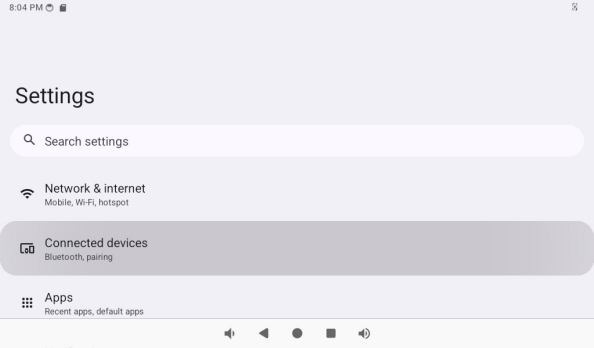 8:04 PM
Settings
Search settings
Network & internet
Mobile, Wi-Fi, hotspot
Connected devices
Bluetooth, pairing
Apps
Recent apps, default apps